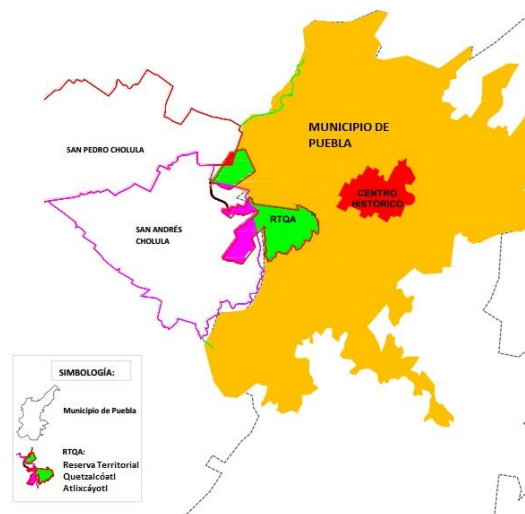 MUNICIPIO DE
PUEBLA
SAN PEDRO CHOLULA
CENTRO
HISTÓRICO
RTQA
SAN ANDRÉS
CHOLULA
SIMBOLOGÍA:
Municipio de Puebla
RTQA:
Reserva Territorial
Quetzalcóatl
Atlixcáyotl